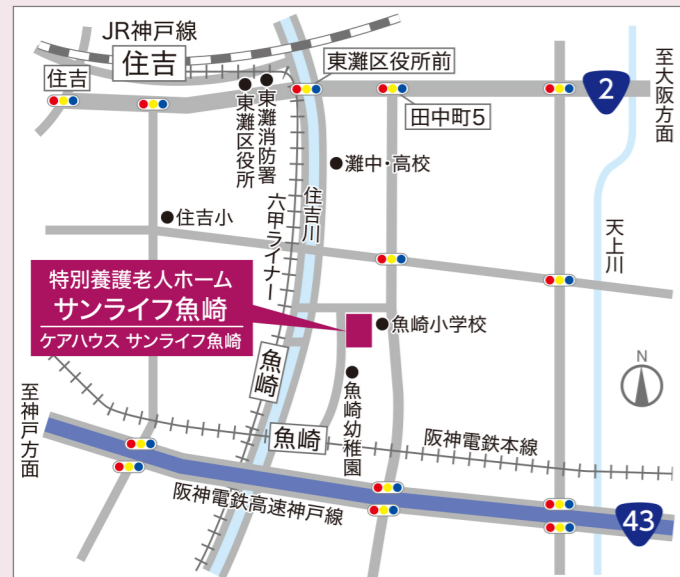 JR神戸線
住吉
住吉
東灘区役所前
2
至大阪方面
田中町5
東灘消防署
東灘区役所
灘中・高校
住吉川
六甲ライナー
住吉小
天上川
特別養護老人ホーム
サンライフ魚崎
ケアハウス サンライフ魚崎
魚崎小学校
魚崎
N
至神戸方面
魚崎幼稚園
魚崎
阪神電鉄本線
阪神電鉄高速神戸線
43